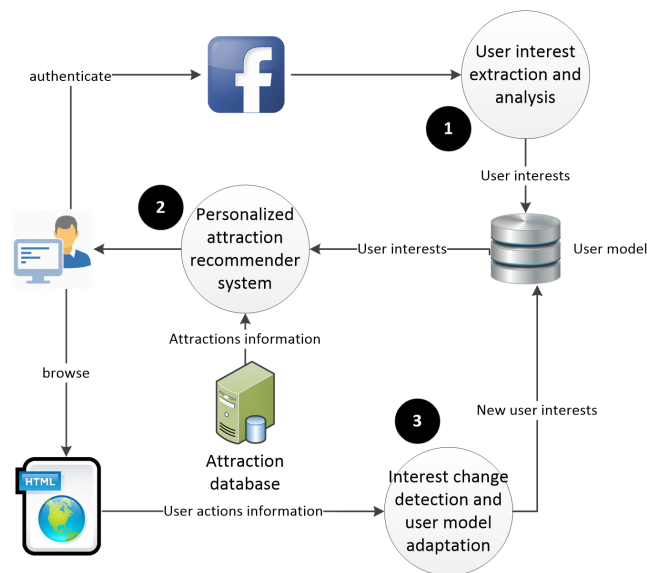 authenticate
f
User interest
extraction and
analysis
1
User interests
2
Personalized
attraction
recommender
system
User interests
User model
Attractions information
browse
Attraction
database
New user interests
3
HTML
User actions information
Interest change
detection and
user model
adaptation